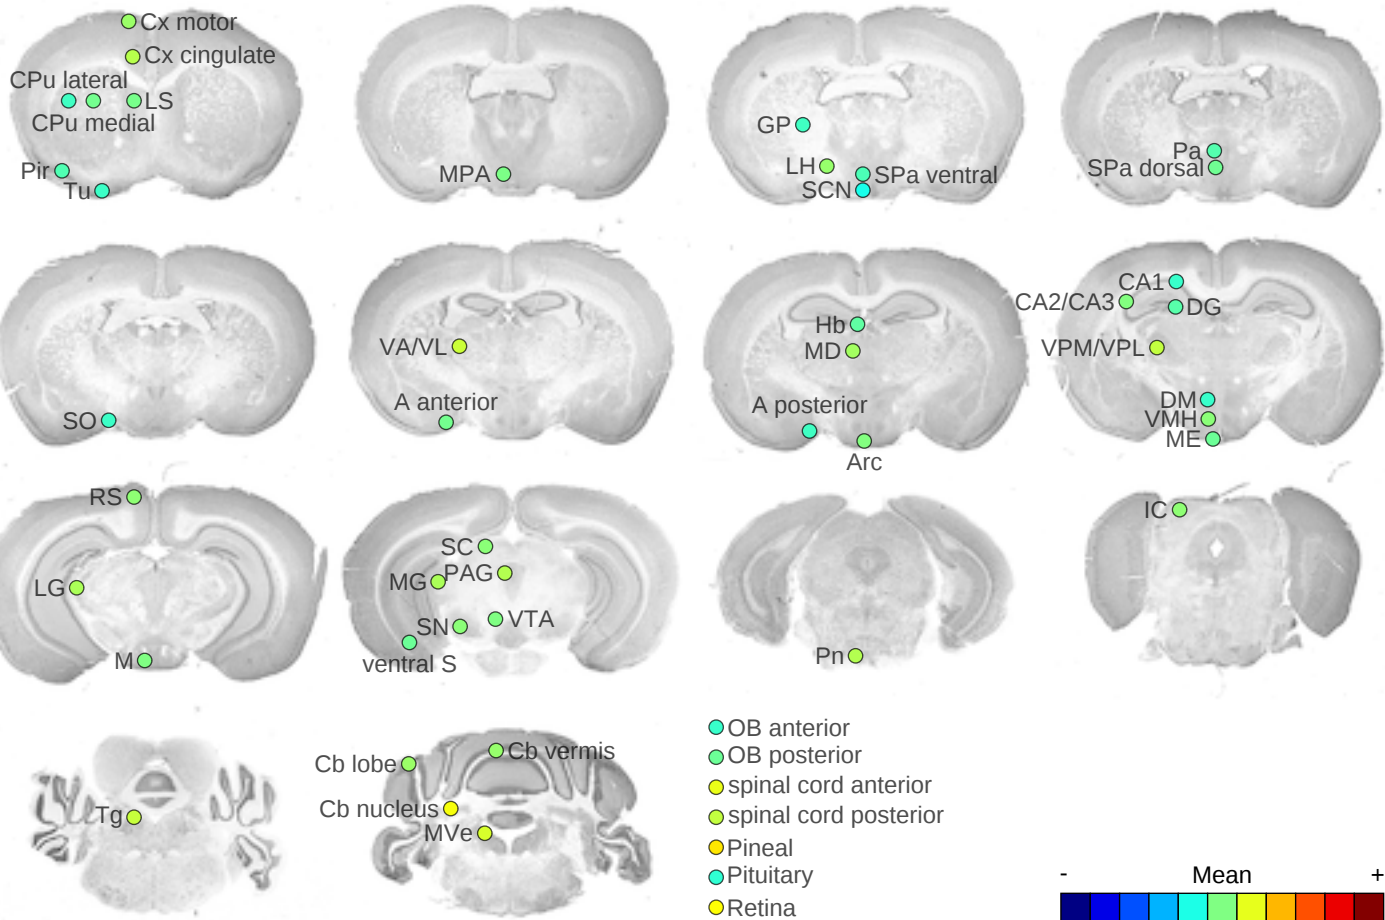 Cx motor
Cx cingulate
CPu lateral
LS
CPu medial
Pir
Tu
MPA
GP
LH
SPa ventral
SCN
Pa
SPa dorsal
SO
VA/VL
A anterior
Hb
MD
A posterior
Arc
CA1
CA2/CA3
DG
VPM/VPL
DM
VMH
ME
RS
LG
M
SC
MG
PAG
SN
VTA
ventral S
Pn
IC
Tg
Cb lobe
Cb vermis
Cb nucleus
MVe
OB anterior
OB posterior
spinal cord anterior
spinal cord posterior
Pineal
Pituitary
Retina
- Mean +